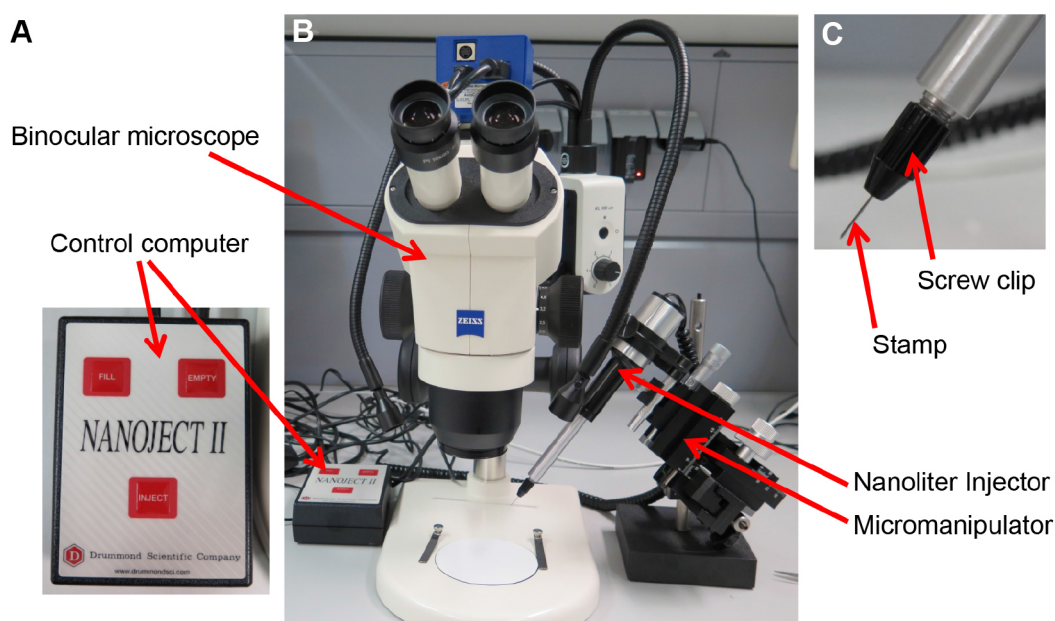 A
B
C
Binocular microscope
Control computer
FILL
EMPTY
NANOJECT II
INJECT
D Drummond Scientific Company
www.drummondsci.com
ZEISS
NANOJECT II
Screw clip
Stamp
Nanoliter Injector
Micromanipulator